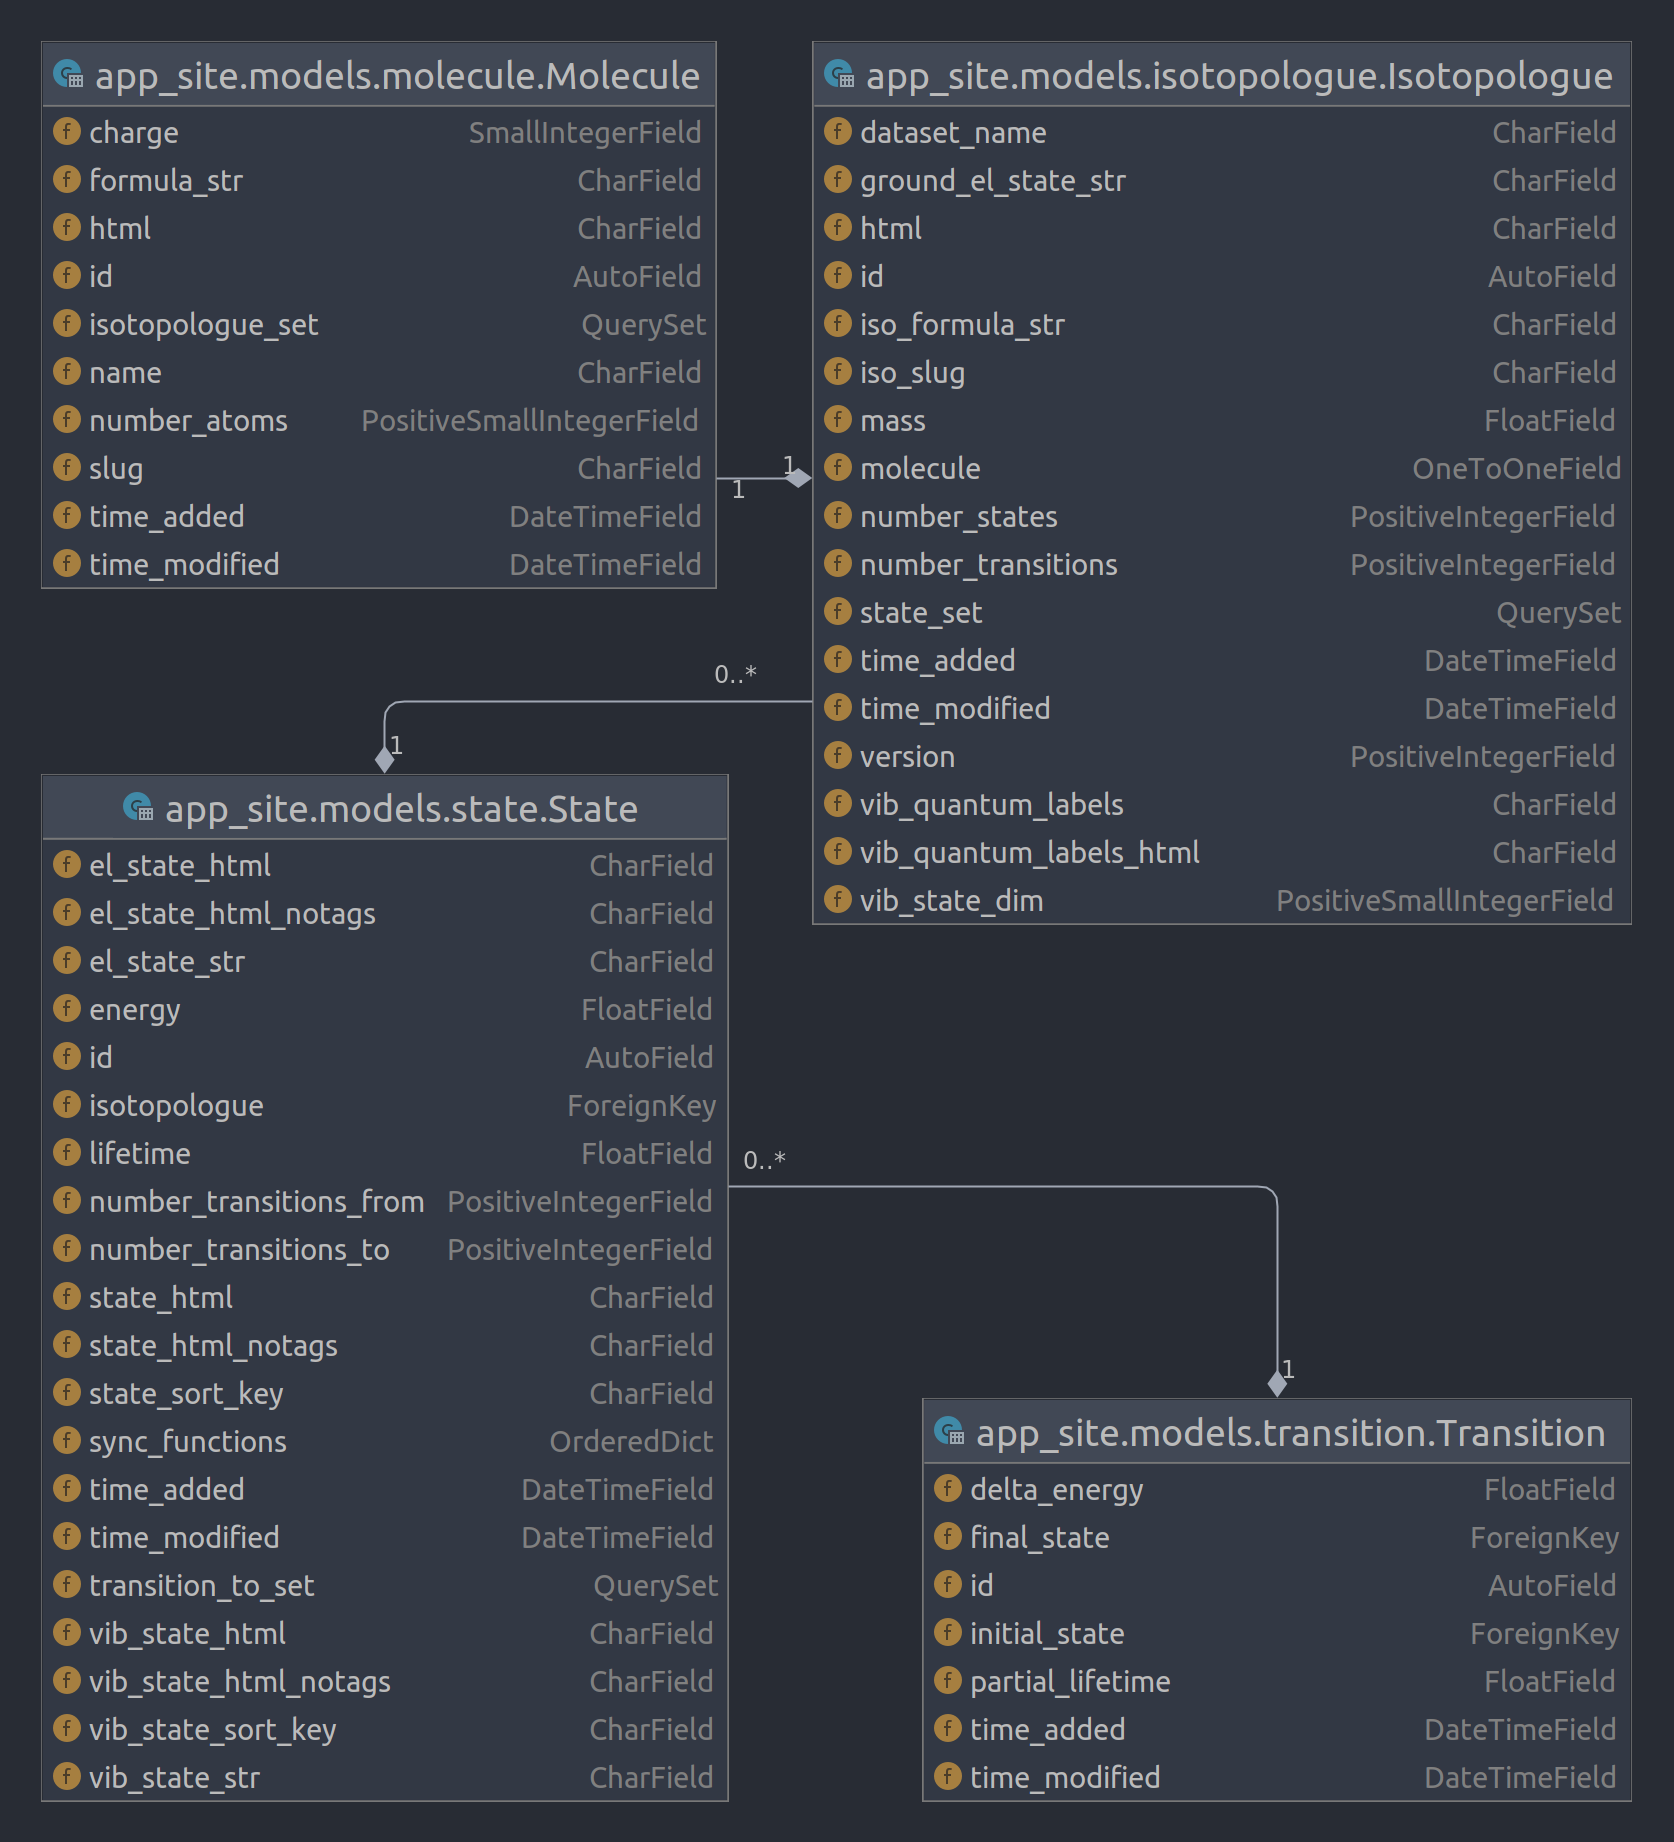 app_site.models.molecule.Molecule
charge SmallIntegerField
formula_str CharField
html CharField
id AutoField
isotopologue_set QuerySet
name CharField
number_atoms PositiveSmallIntegerField
slug CharField
time_added DateTimeField
time_modified DateTimeField
1
1
app_site.models.isotopologue.Isotopologue
dataset_name CharField
ground_el_state_str CharField
html CharField
id AutoField
iso_formula_str CharField
iso_slug CharField
mass FloatField
molecule OneToOneField
number_states PositiveIntegerField
number_transitions PositiveIntegerField
state_set QuerySet
time_added DateTimeField
time_modified DateTimeField
version PositiveIntegerField
vib_quantum_labels CharField
vib_quantum_labels_html CharField
vib_state_dim PositiveSmallIntegerField
0..*
1
app_site.models.state.State
el_state_html CharField
el_state_html_notags CharField
el_state_str CharField
energy FloatField
id AutoField
isotopologue ForeignKey
lifetime FloatField
number_transitions_from PositiveIntegerField
number_transitions_to PositiveIntegerField
state_html CharField
state_html_notags CharField
state_sort_key CharField
sync_functions OrderedDict
time_added DateTimeField
time_modified DateTimeField
transition_to_set QuerySet
vib_state_html CharField
vib_state_html_notags CharField
vib_state_sort_key CharField
vib_state_str CharField
0..*
1
app_site.models.transition.Transition
delta_energy FloatField
final_state ForeignKey
id AutoField
initial_state ForeignKey
partial_lifetime FloatField
time_added DateTimeField
time_modified DateTimeField